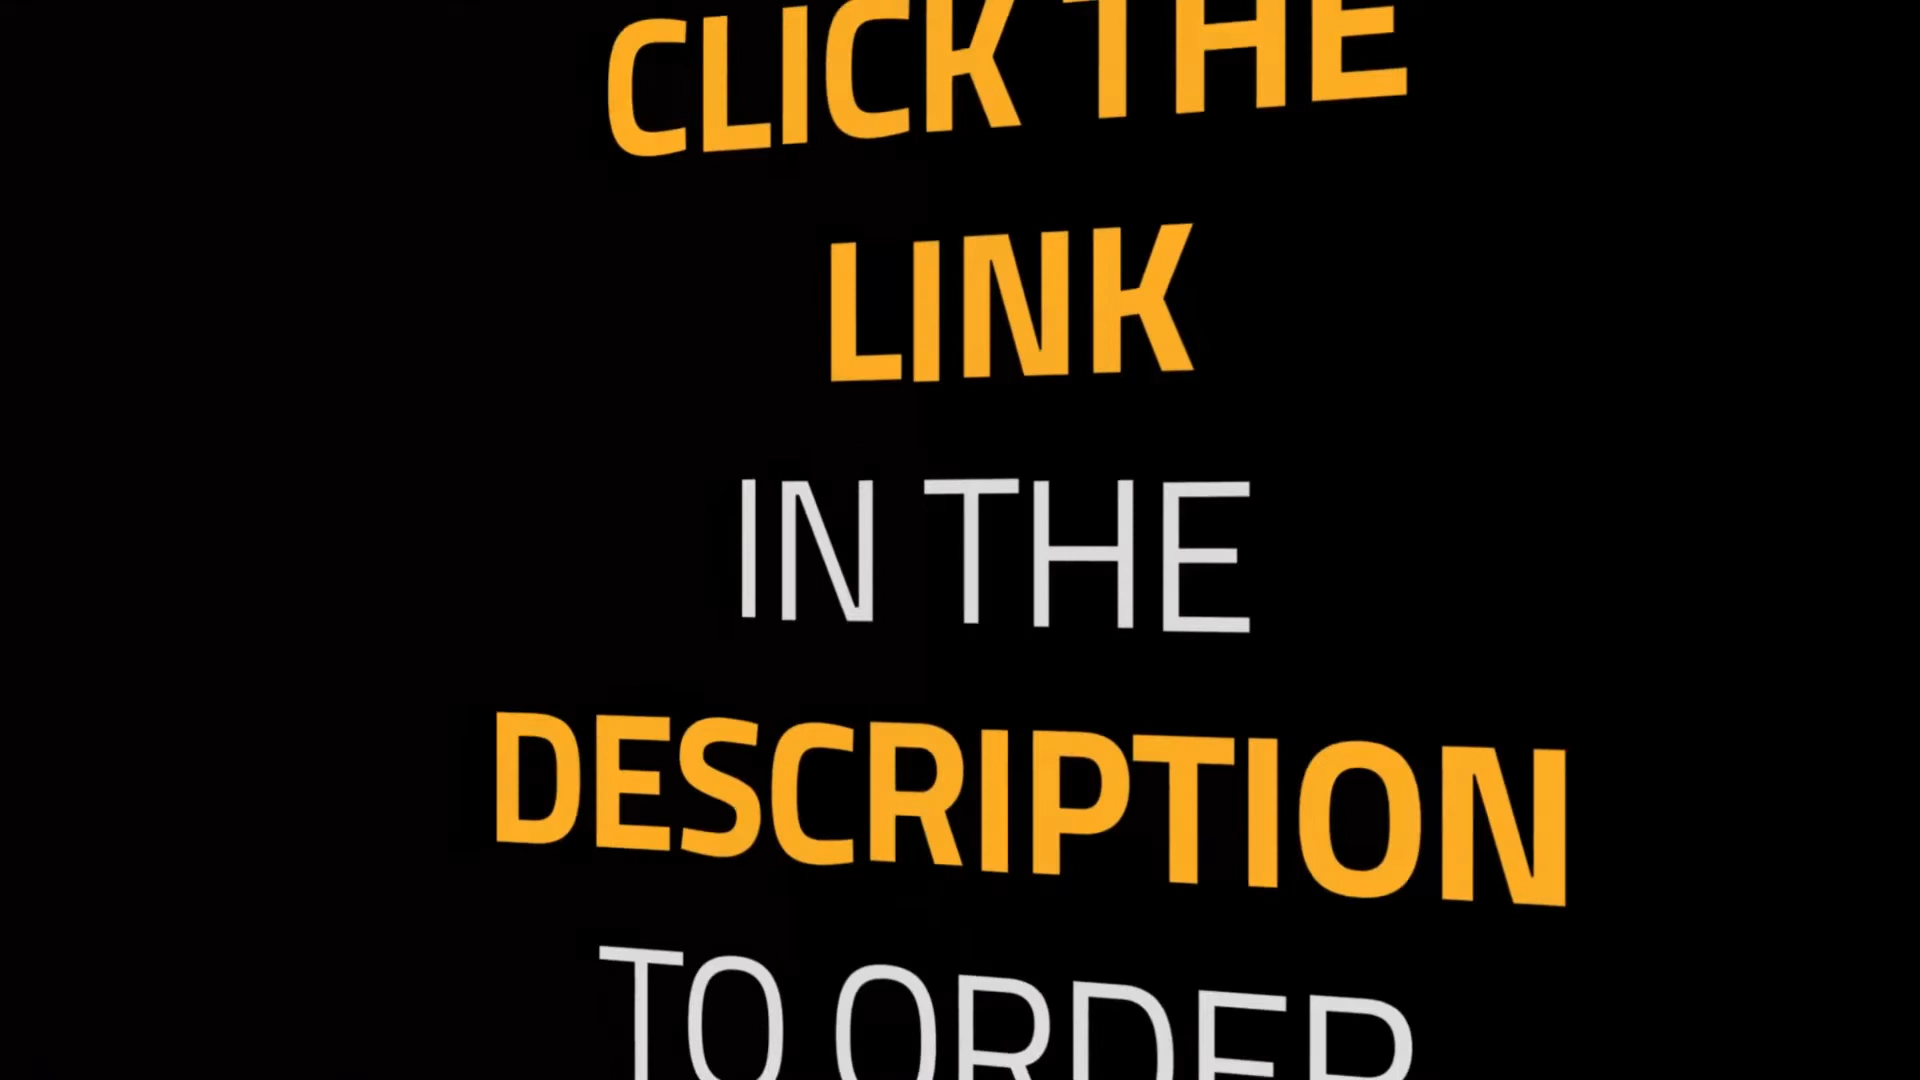 CLICK THE
LINK
IN THE
DESCRIPTION
TO ORDER